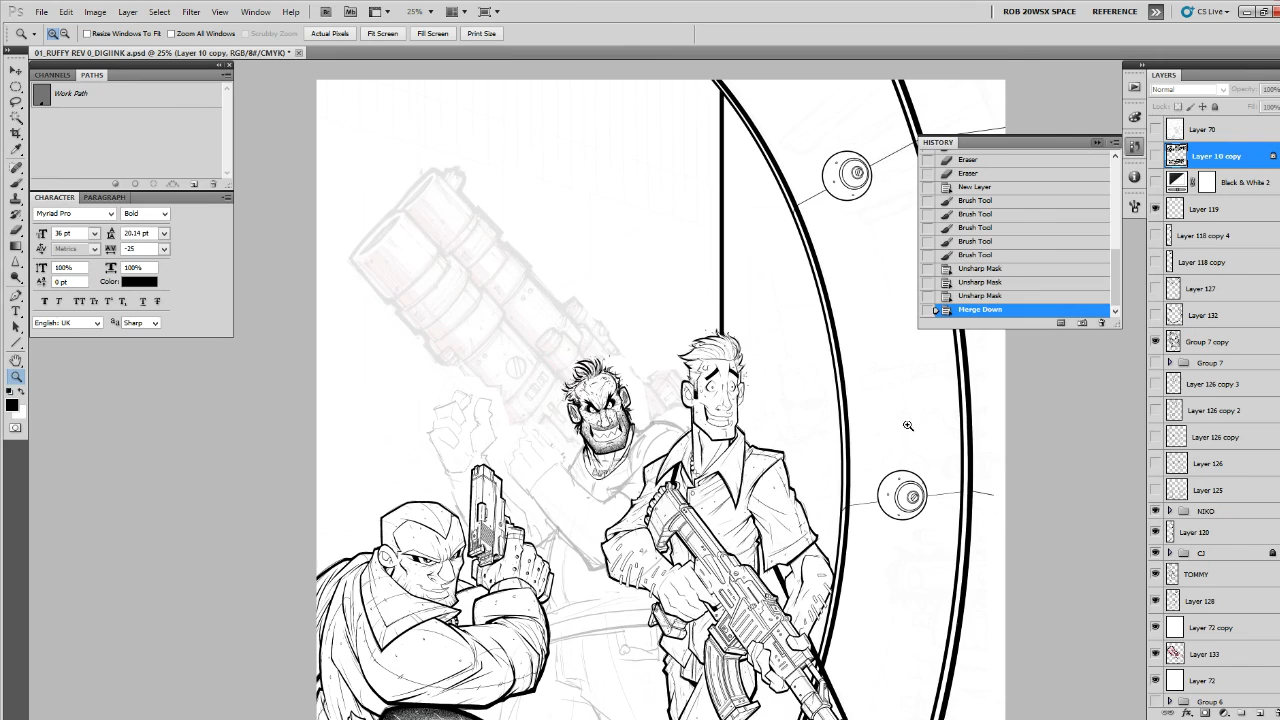 Ps File Edit Image Layer Select Filter View Window Help Br Mb 25% ROB 20WSX SPACE REFERENCE CS Live
Resize Windows To Fit Zoom All Windows Scrubby Zoom Actual Pixels Fit Screen Fill Screen Print Size
01_RUFFY REV 0_DIGIINK a.psd @ 25% (Layer 10 copy, RGB/8#/CMYK) *
CHANNELS PATHS
Work Path
CHARACTER PARAGRAPH
Myriad Pro Bold
36 pt 20,14 pt
Metrics -25
100% 100%
0 pt Color:
T T TT Tr T' T, T T
English: UK aa Sharp
HISTORY
Eraser
Eraser
New Layer
Brush Tool
Brush Tool
Brush Tool
Brush Tool
Brush Tool
Unsharp Mask
Unsharp Mask
Unsharp Mask
Merge Down
LAYERS
Normal Opacity: 100%
Lock: Fill: 100%
Layer 70
Layer 10 copy
Black & White 2
Layer 119
Layer 118 copy 4
Layer 118 copy
Layer 127
Layer 132
Group 7 copy
Group 7
Layer 126 copy 3
Layer 126 copy 2
Layer 126 copy
Layer 126
Layer 125
NIKO
Layer 120
CJ
TOMMY
Layer 128
Layer 72 copy
Layer 133
Layer 72
Group 6